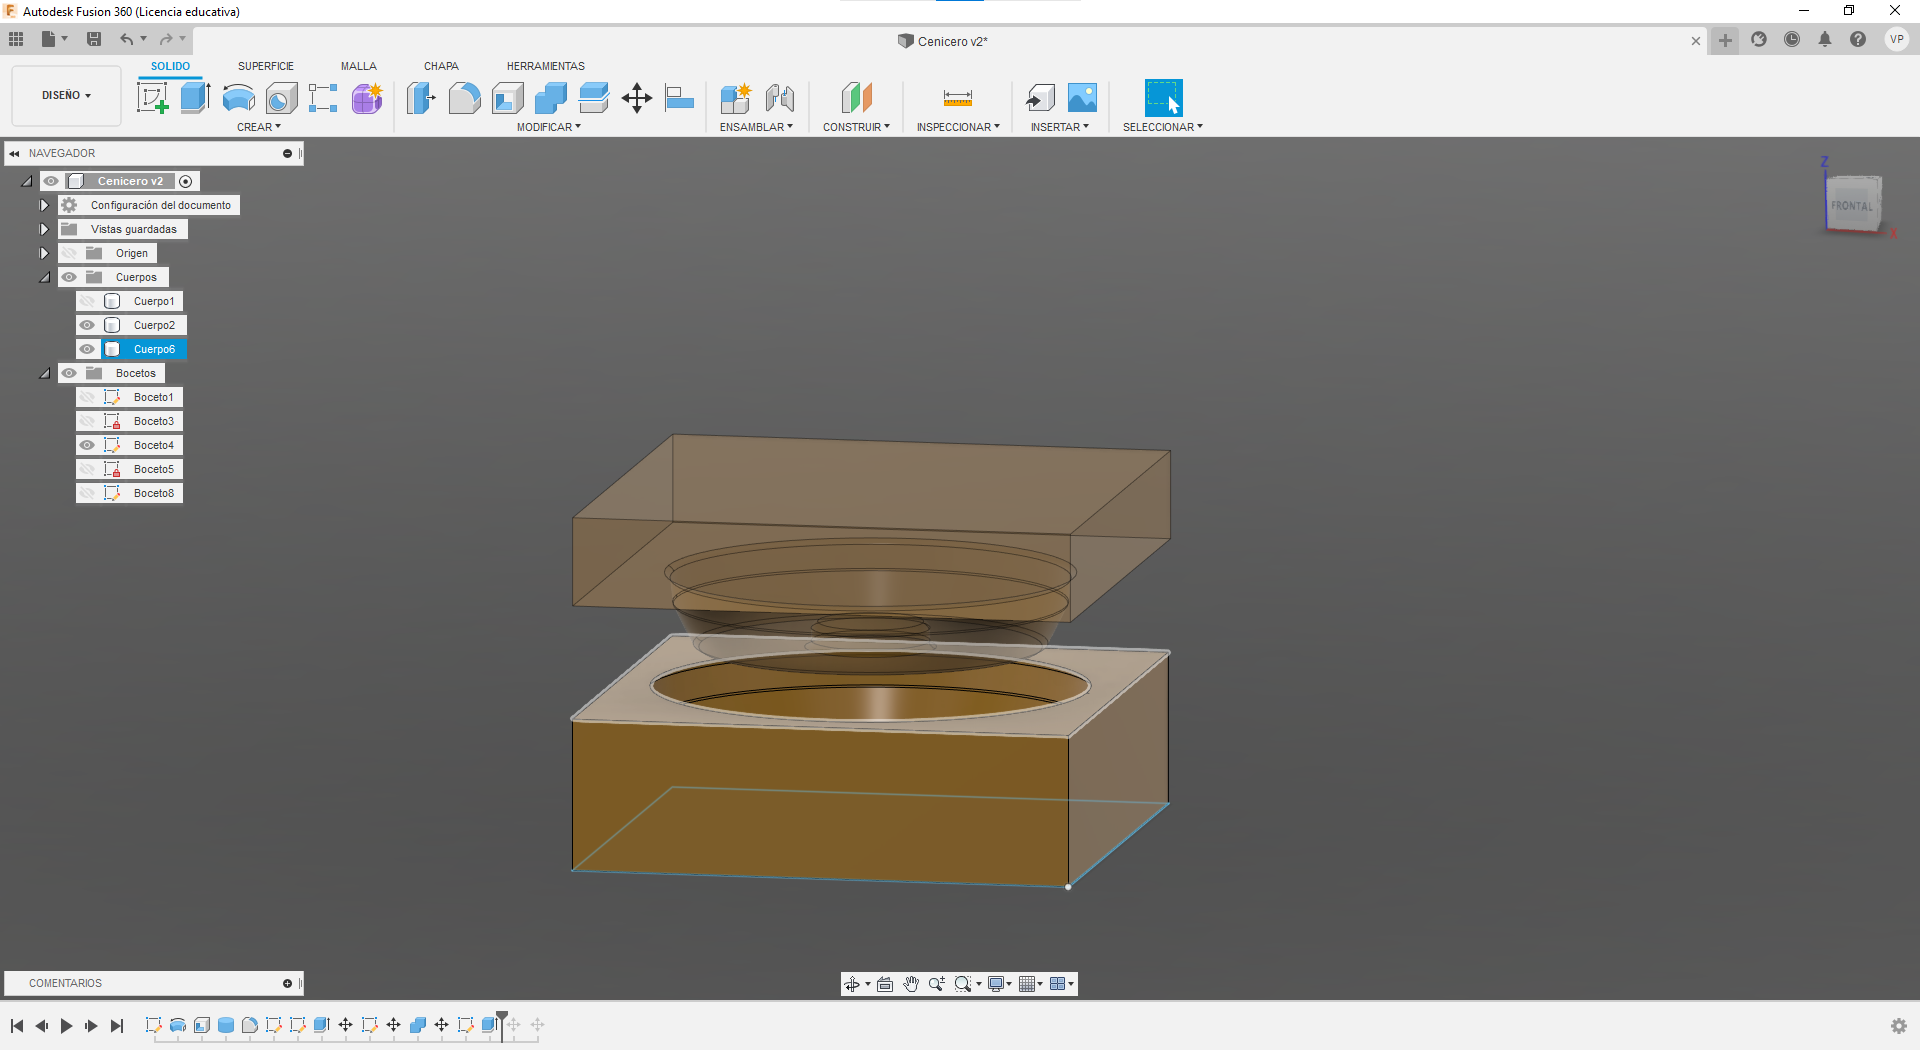 Autodesk Fusion 360 (Licencia educativa)
Cenicero v2*
VP
DISEÑO
SOLIDO
SUPERFICIE
MALLA
CHAPA
HERRAMIENTAS
CREAR
MODIFICAR
ENSAMBLAR
CONSTRUIR
INSPECCIONAR
INSERTAR
SELECCIONAR
NAVEGADOR
Cenicero v2
Configuración del documento
Vistas guardadas
Origen
Cuerpos
Cuerpo1
Cuerpo2
Cuerpo6
Bocetos
Boceto1
Boceto3
Boceto4
Boceto5
Boceto8
Z
FRONTAL
X
COMENTARIOS